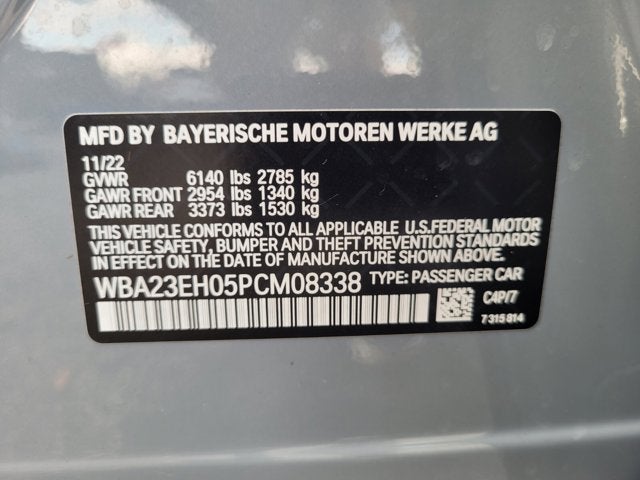 MFD BY BAYERISCHE MOTOREN WERKE AG
11/22
GVWR 6140 lbs 2785 kg
GAWR FRONT 2954 lbs 1340 kg
GAWR REAR 3373 lbs 1530 kg
THIS VEHICLE CONFORMS TO ALL APPLICABLE U.S.FEDERAL MOTOR
VEHICLE SAFETY, BUMPER AND THEFT PREVENTION STANDARDS
IN EFFECT ON THE DATE OF MANUFACTURE SHOWN ABOVE.
WBA23EH05PCM08338 TYPE: PASSENGER CAR
C4P/7
7 315 814